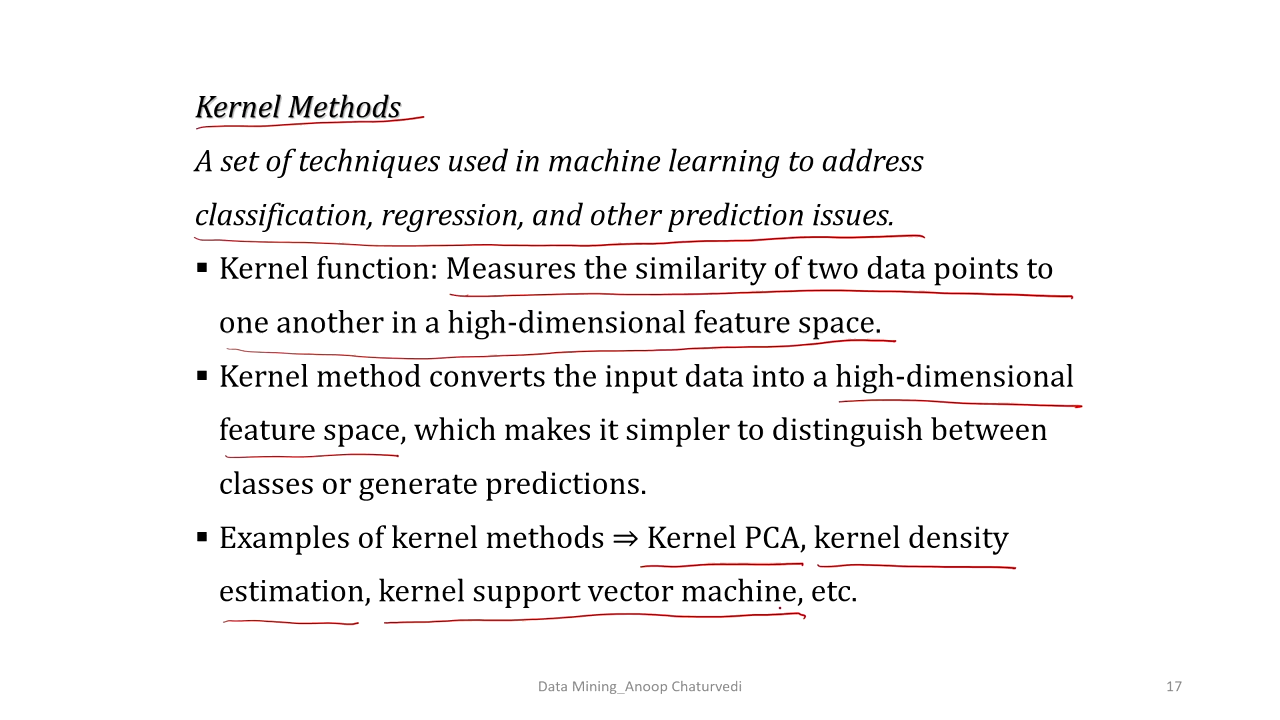 Kernel Methods
A set of techniques used in machine learning to address
classification, regression, and other prediction issues.
▪ Kernel function: Measures the similarity of two data points to
one another in a high-dimensional feature space.
▪ Kernel method converts the input data into a high-dimensional
feature space, which makes it simpler to distinguish between
classes or generate predictions.
▪ Examples of kernel methods ⇒ Kernel PCA, kernel density
estimation, kernel support vector machine, etc.
Data Mining_Anoop Chaturvedi
17